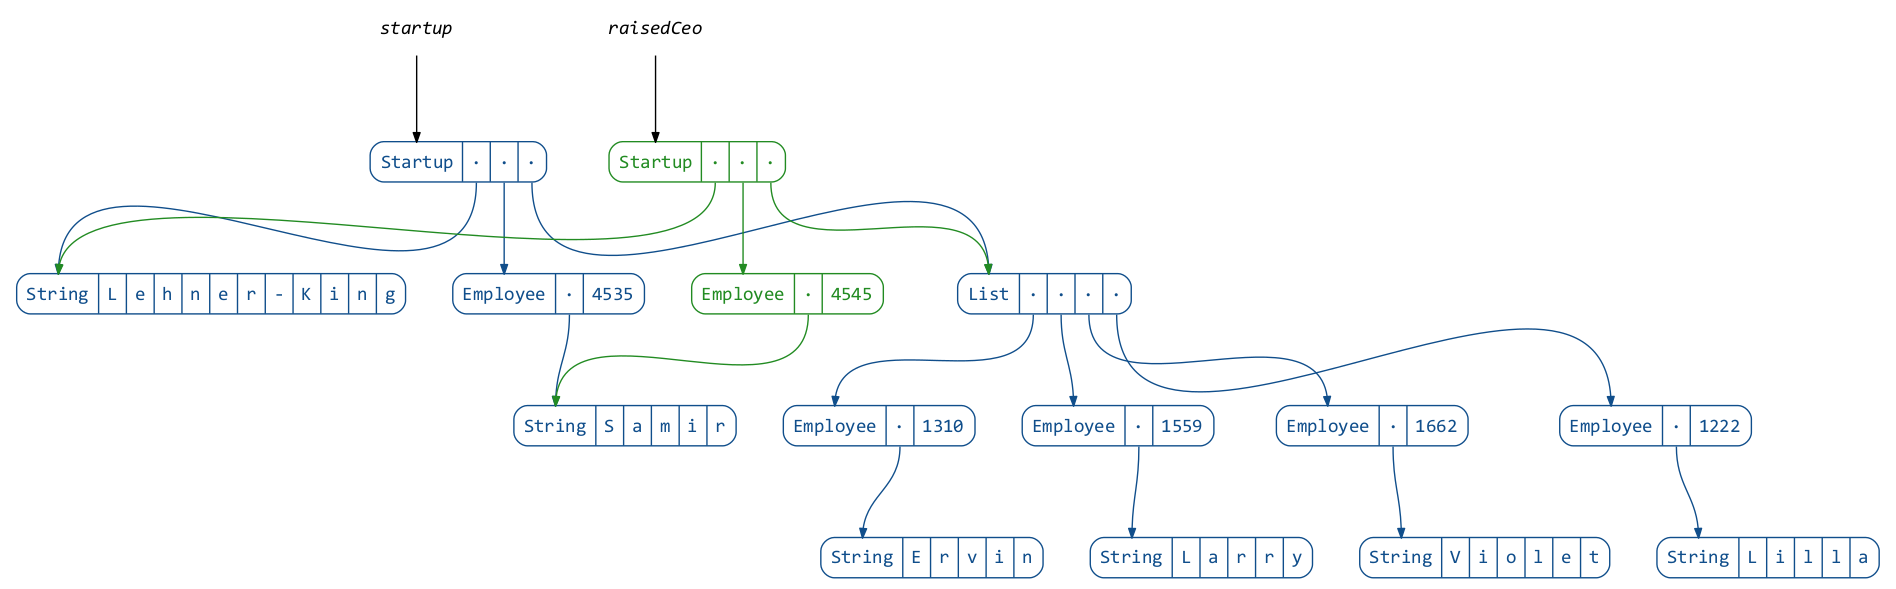 startup raisedCeo
Startup · · · Startup · · ·
String L e h n e r - K i n g Employee · 4535 Employee · 4545 List · · · ·
String S a m i r Employee · 1310 Employee · 1559 Employee · 1662 Employee · 1222
String E r v i n String L a r r y String V i o l e t String L i l l a